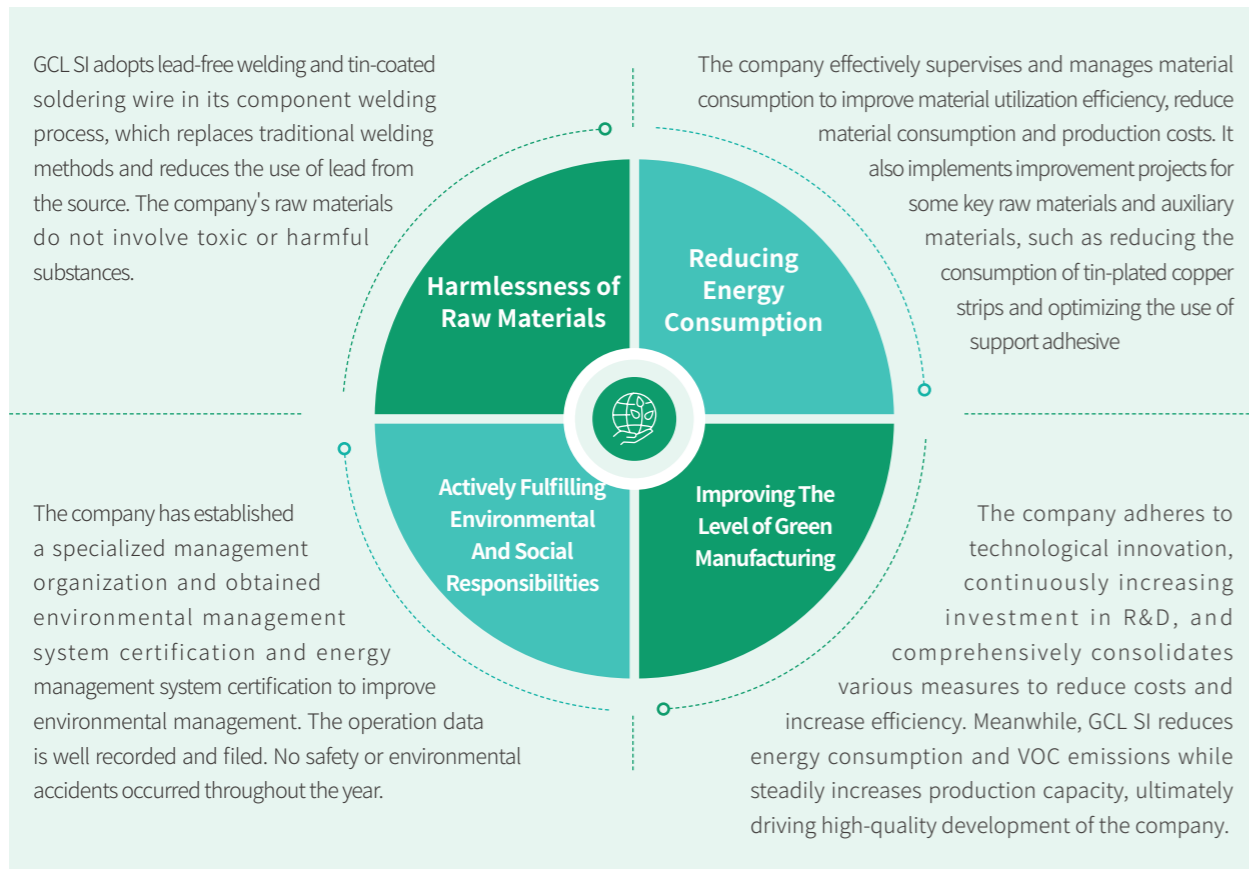 GCL SI adopts lead-free welding and tin-coated
soldering wire in its component welding
process, which replaces traditional welding
methods and reduces the use of lead from
the source. The company's raw materials
do not involve toxic or harmful
substances.
The company effectively supervises and manages material
consumption to improve material utilization efficiency, reduce
material consumption and production costs. It
also implements improvement projects for
some key raw materials and auxiliary
materials, such as reducing the
consumption of tin-plated copper
strips and optimizing the use of
support adhesive
Harmlessness of
Raw Materials
Reducing
Energy
Consumption
Actively Fulfilling
Environmental
And Social
Responsibilities
Improving The
Level of Green
Manufacturing
The company has established
a specialized management
organization and obtained
environmental management
system certification and energy
management system certification to improve
environmental management. The operation data
is well recorded and filed. No safety or environmental
accidents occurred throughout the year.
The company adheres to
technological innovation,
continuously increasing
investment in R&D, and
comprehensively consolidates
various measures to reduce costs and
increase efficiency. Meanwhile, GCL SI reduces
energy consumption and VOC emissions while
steadily increases production capacity, ultimately
driving high-quality development of the company.